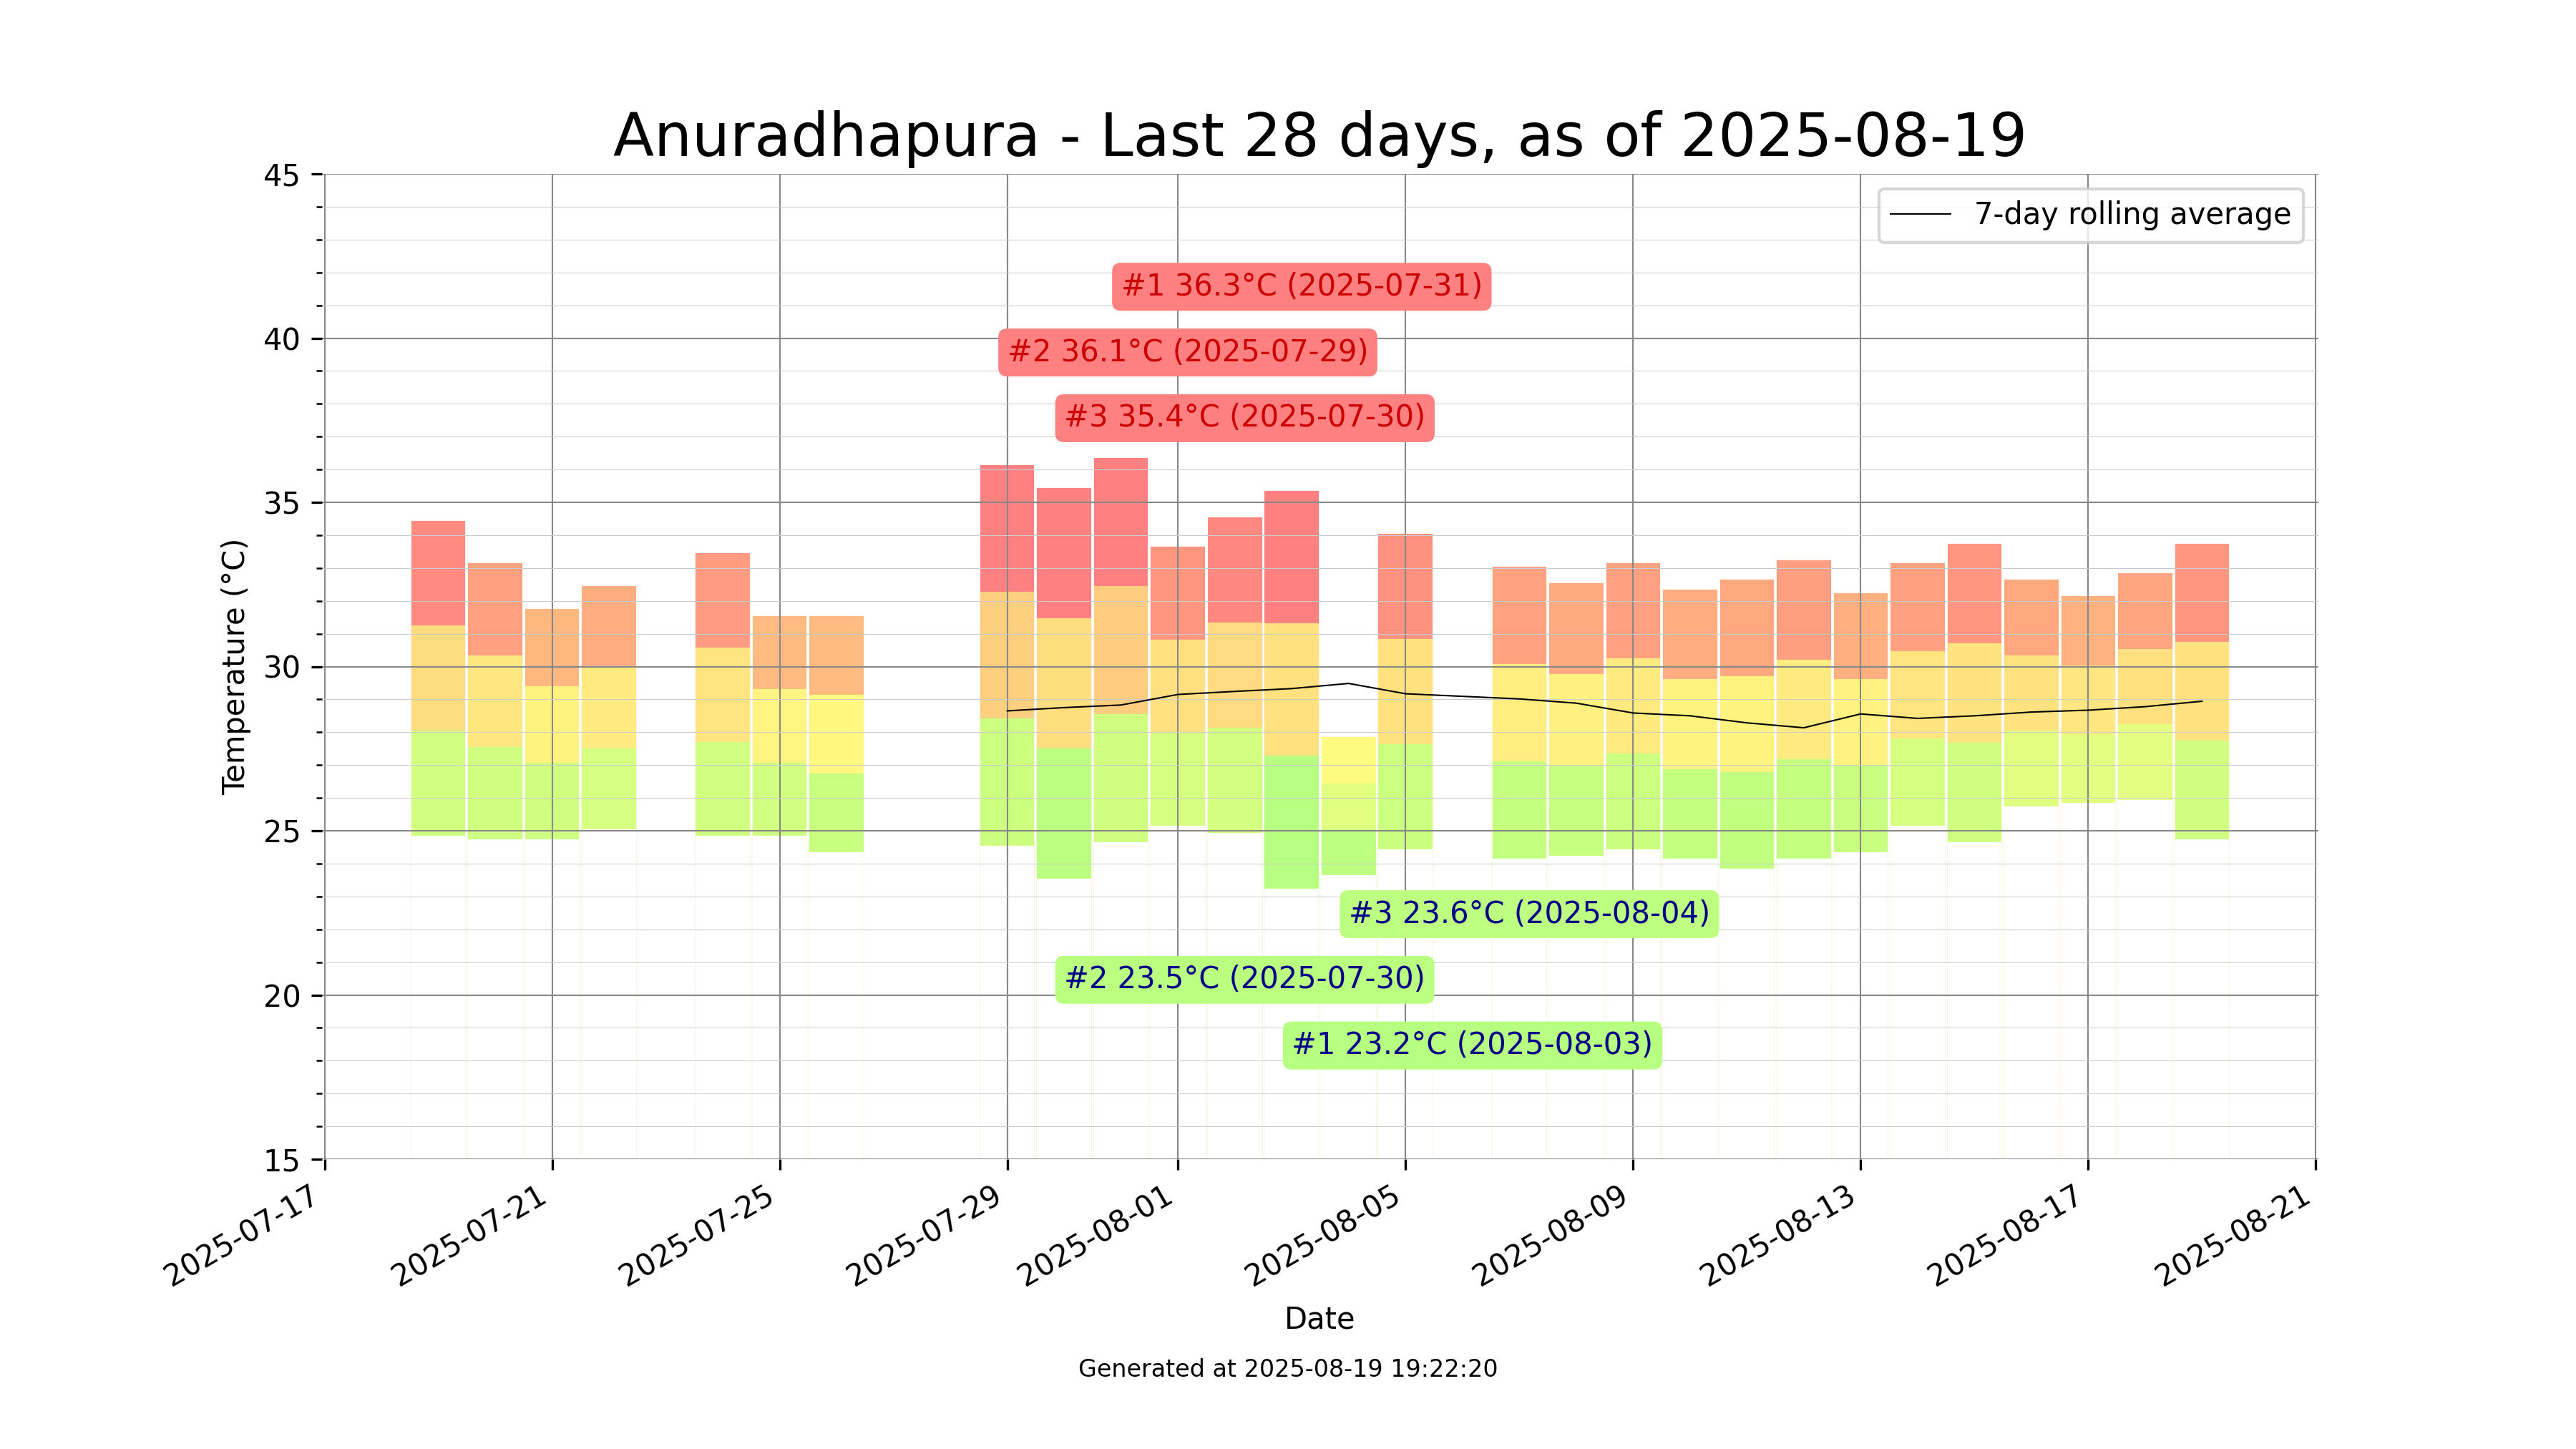 Anuradhapura - Last 28 days, as of 2025-08-19
7-day rolling average
#1 36.3°C (2025-07-31)
#2 36.1°C (2025-07-29)
#3 35.4°C (2025-07-30)
#3 23.6°C (2025-08-04)
#2 23.5°C (2025-07-30)
#1 23.2°C (2025-08-03)
Temperature (°C)
45
40
35
30
25
20
15
2025-07-17
2025-07-21
2025-07-25
2025-07-29
2025-08-01
2025-08-05
2025-08-09
2025-08-13
2025-08-17
2025-08-21
Date
Generated at 2025-08-19 19:22:20